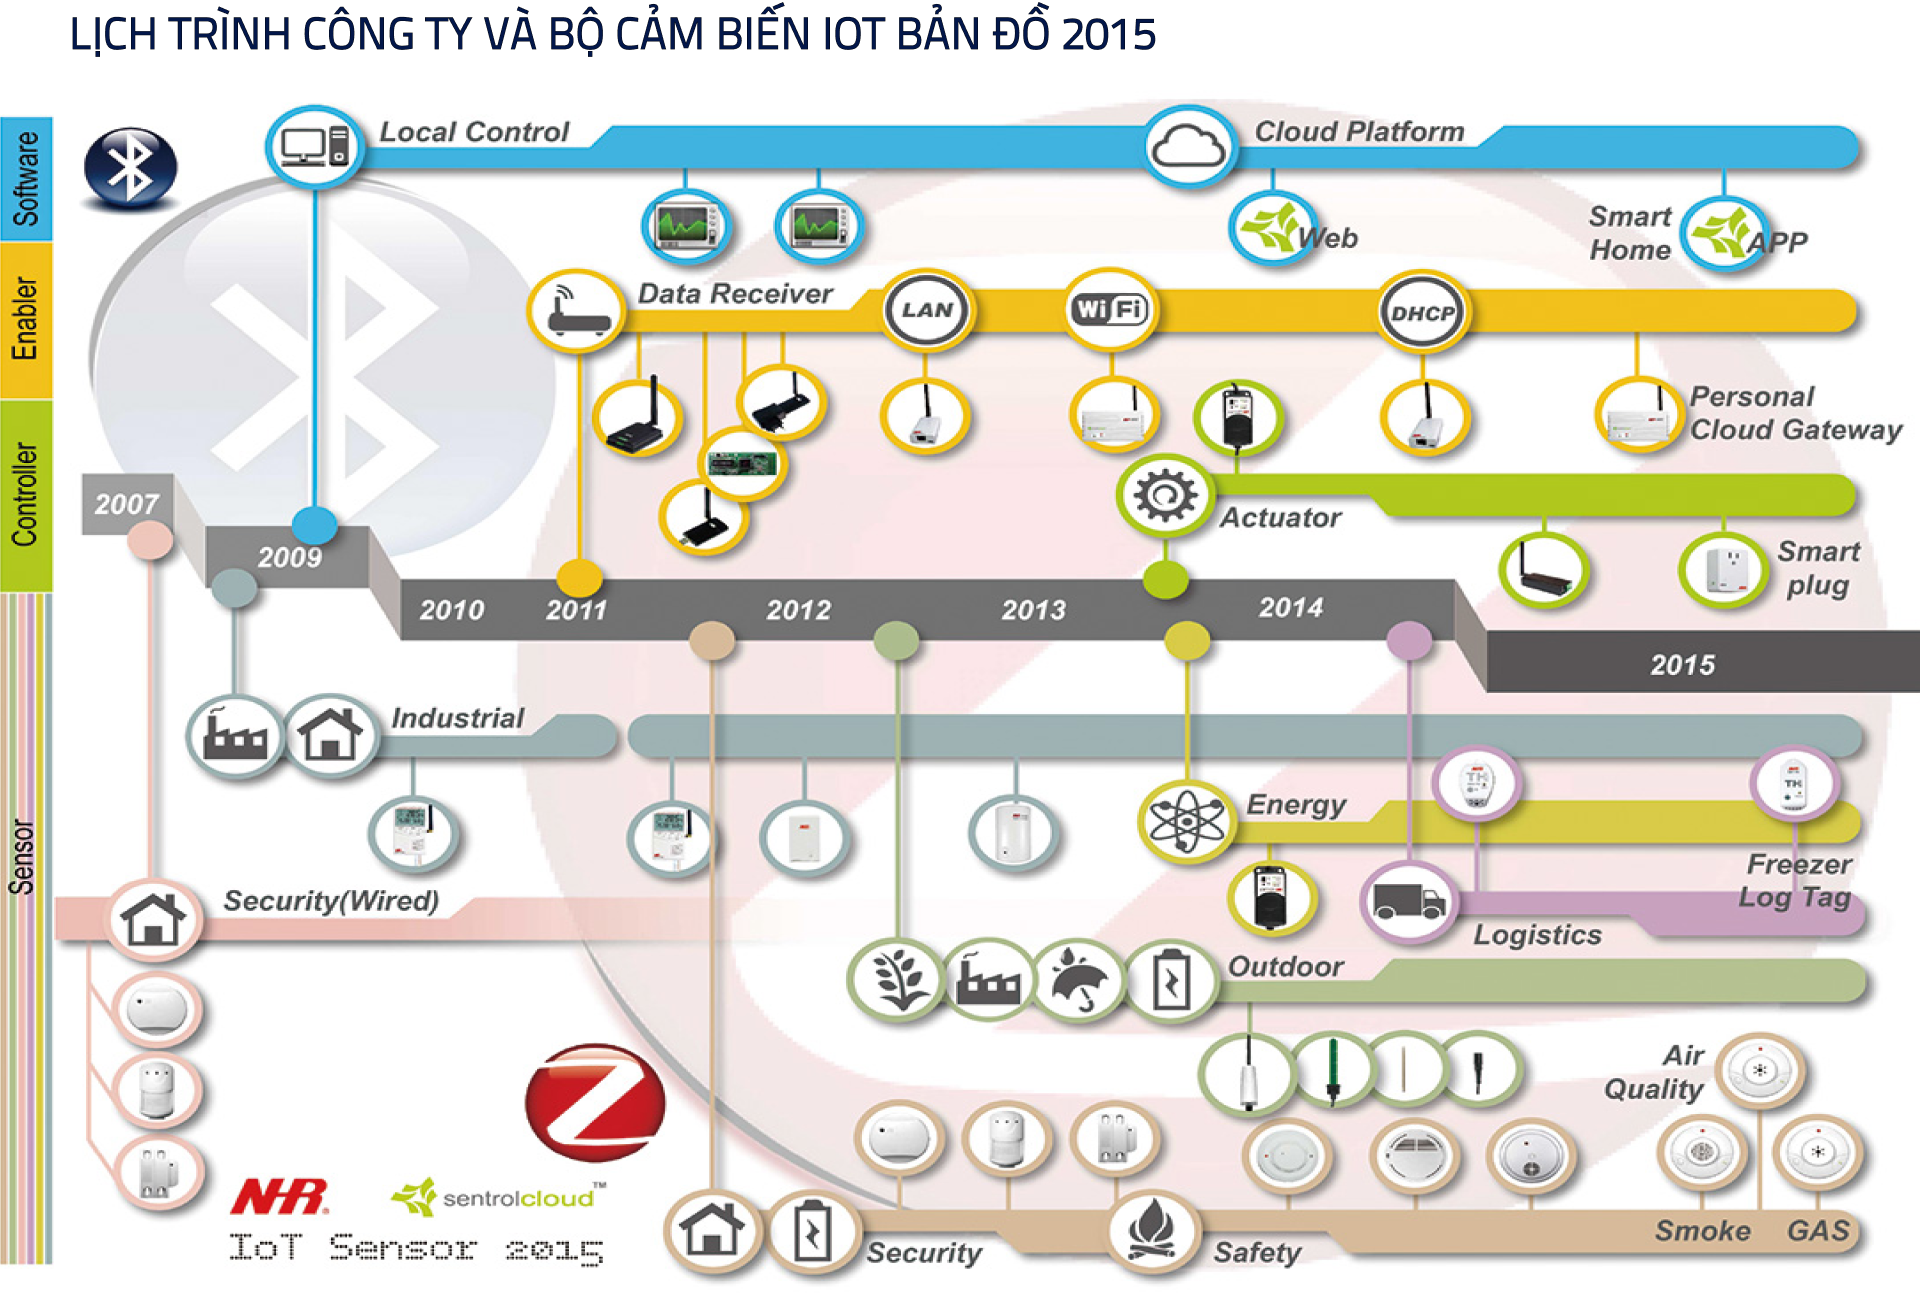 LỊCH TRÌNH CÔNG TY VÀ BỘ CẢM BIẾN IOT BẢN ĐỒ 2015
Software
Local Control
Cloud Platform
Web
Smart
Home
APP
Enabler
Data Receiver
LAN
WiFi
DHCP
Personal
Cloud Gateway
Controller
Actuator
Smart
plug
2007
2009
2010
2011
2012
2013
2014
2015
Sensor
Industrial
Energy
Freezer
Log Tag
Security(Wired)
Logistics
Outdoor
Air
Quality
Smoke
GAS
Security
Safety
NHR®
sentrolcloud™
IoT Sensor 2015